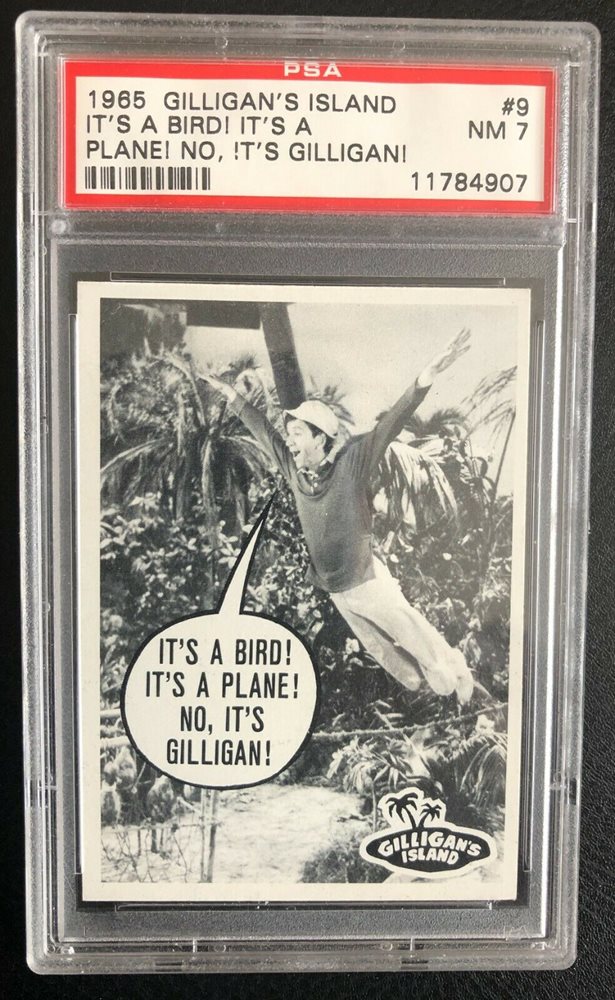 PSA
1965 GILLIGAN'S ISLAND #9
IT'S A BIRD! IT'S A NM 7
PLANE! NO, !T'S GILLIGAN!
11784907
IT'S A BIRD!
IT'S A PLANE!
NO, IT'S
GILLIGAN!
GILLIGAN'S
ISLAND